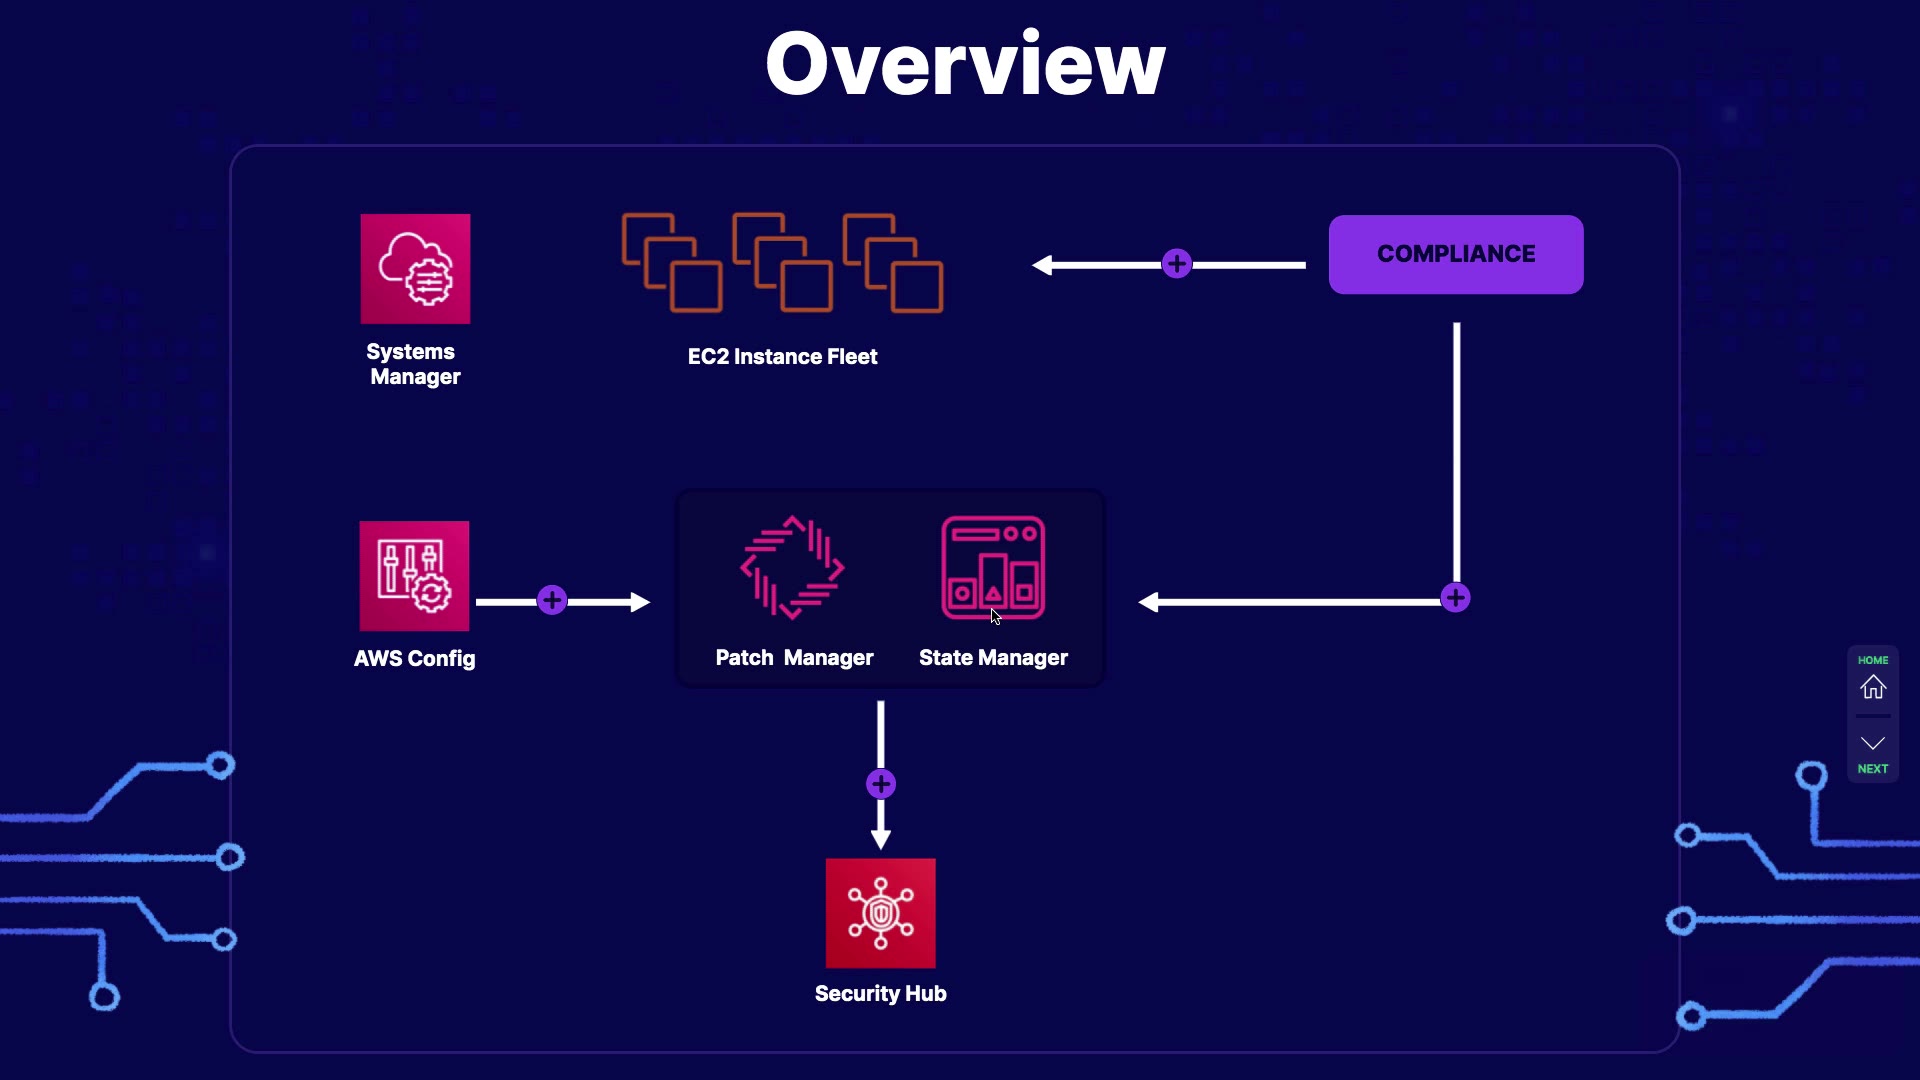 Overview
COMPLIANCE
Systems
Manager
EC2 Instance Fleet
AWS Config
Patch  Manager
State Manager
Security Hub
HOME
NEXT